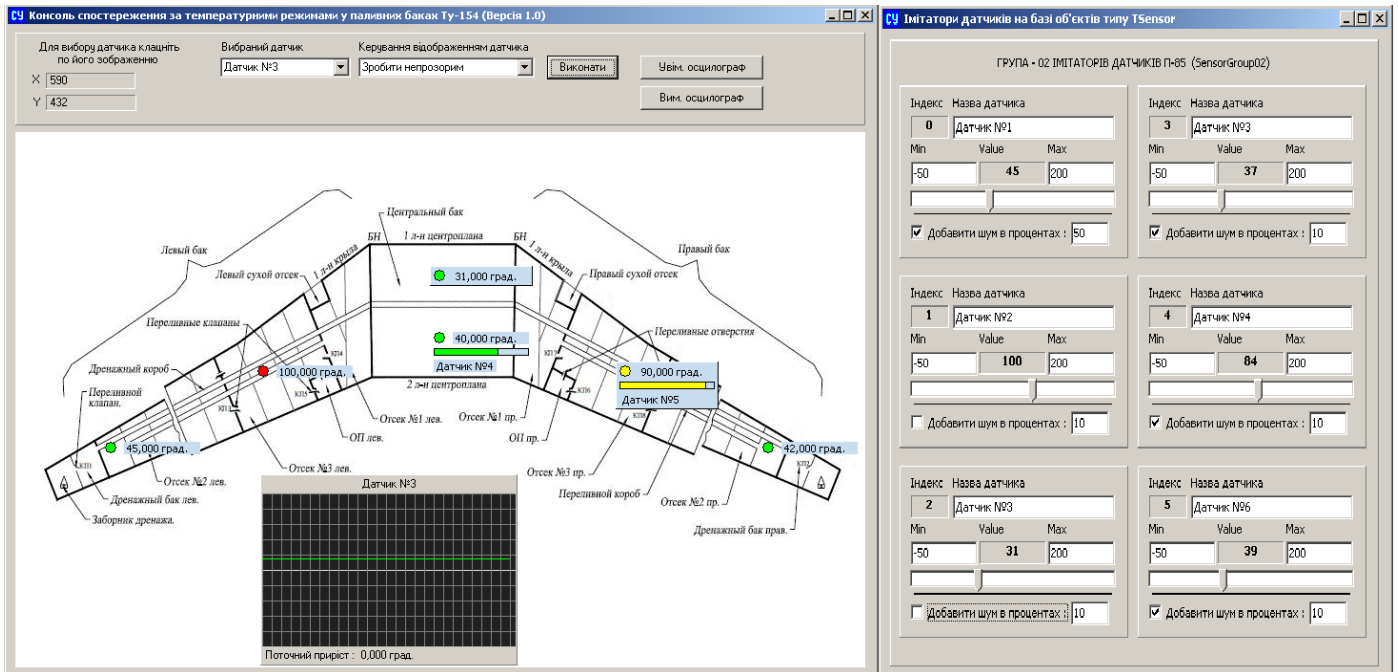 СУ Консоль спостереження за температурними режимами у паливних баках Ту-154 (Версія 1.0)
Для вибору датчика клацніть
по його зображенню
X 590
Y 432
Вибраний датчик
Датчик №3
Керування відображенням датчика
Зробити непрозорим
Виконати
Увім. осцилограф
Вим. осцилограф
Центральный бак
Левый бак
БН
1 л-н центроплана
БН
Правый бак
1 л-н крыла
1 л-н крыла
Левый сухой отсек
31,000 град.
Правый сухой отсек
Переливные клапаны
Переливные отверстия
40,000 град.
КП4
КП7
Датчик №4
Дренажный короб
100,000 град.
90,000 град.
2 л-н центроплана
Датчик №5
Переливной
клапан.
КП3
КП5
КП6
КП8
Отсек №1 лев.
Отсек №1 пр.
ОП лев.
ОП пр.
45,000 град.
42,000 град.
КП1
КП2
Отсек №3 лев.
Отсек №3 пр.
Отсек №2 лев.
Переливной короб
Отсек №2 пр.
Дренажный бак лев.
Заборник дренажа.
Дренажный бак прав.
Датчик №3
Поточний приріст : 0,000 град.
СУ Імітатори датчиків на базі об'єктів типу TSensor
ГРУПА - 02 ІМІТАТОРІВ ДАТЧИКІВ П-85 (SensorGroup02)
Індекс Назва датчика
0 Датчик №1
Min Value Max
-50 45 200
Добавити шум в процентах : 50
Індекс Назва датчика
3 Датчик №3
Min Value Max
-50 37 200
Добавити шум в процентах : 10
Індекс Назва датчика
1 Датчик №2
Min Value Max
-50 100 200
Добавити шум в процентах : 10
Індекс Назва датчика
4 Датчик №4
Min Value Max
-50 84 200
Добавити шум в процентах : 10
Індекс Назва датчика
2 Датчик №3
Min Value Max
-50 31 200
Добавити шум в процентах : 10
Індекс Назва датчика
5 Датчик №6
Min Value Max
-50 39 200
Добавити шум в процентах : 10